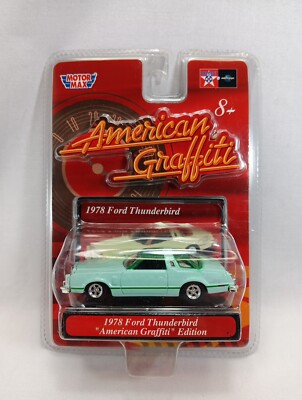 MOTOR
MAX
8+
American
Graffiti
1978 Ford Thunderbird
1978 Ford Thunderbird
"American Graffiti" Edition